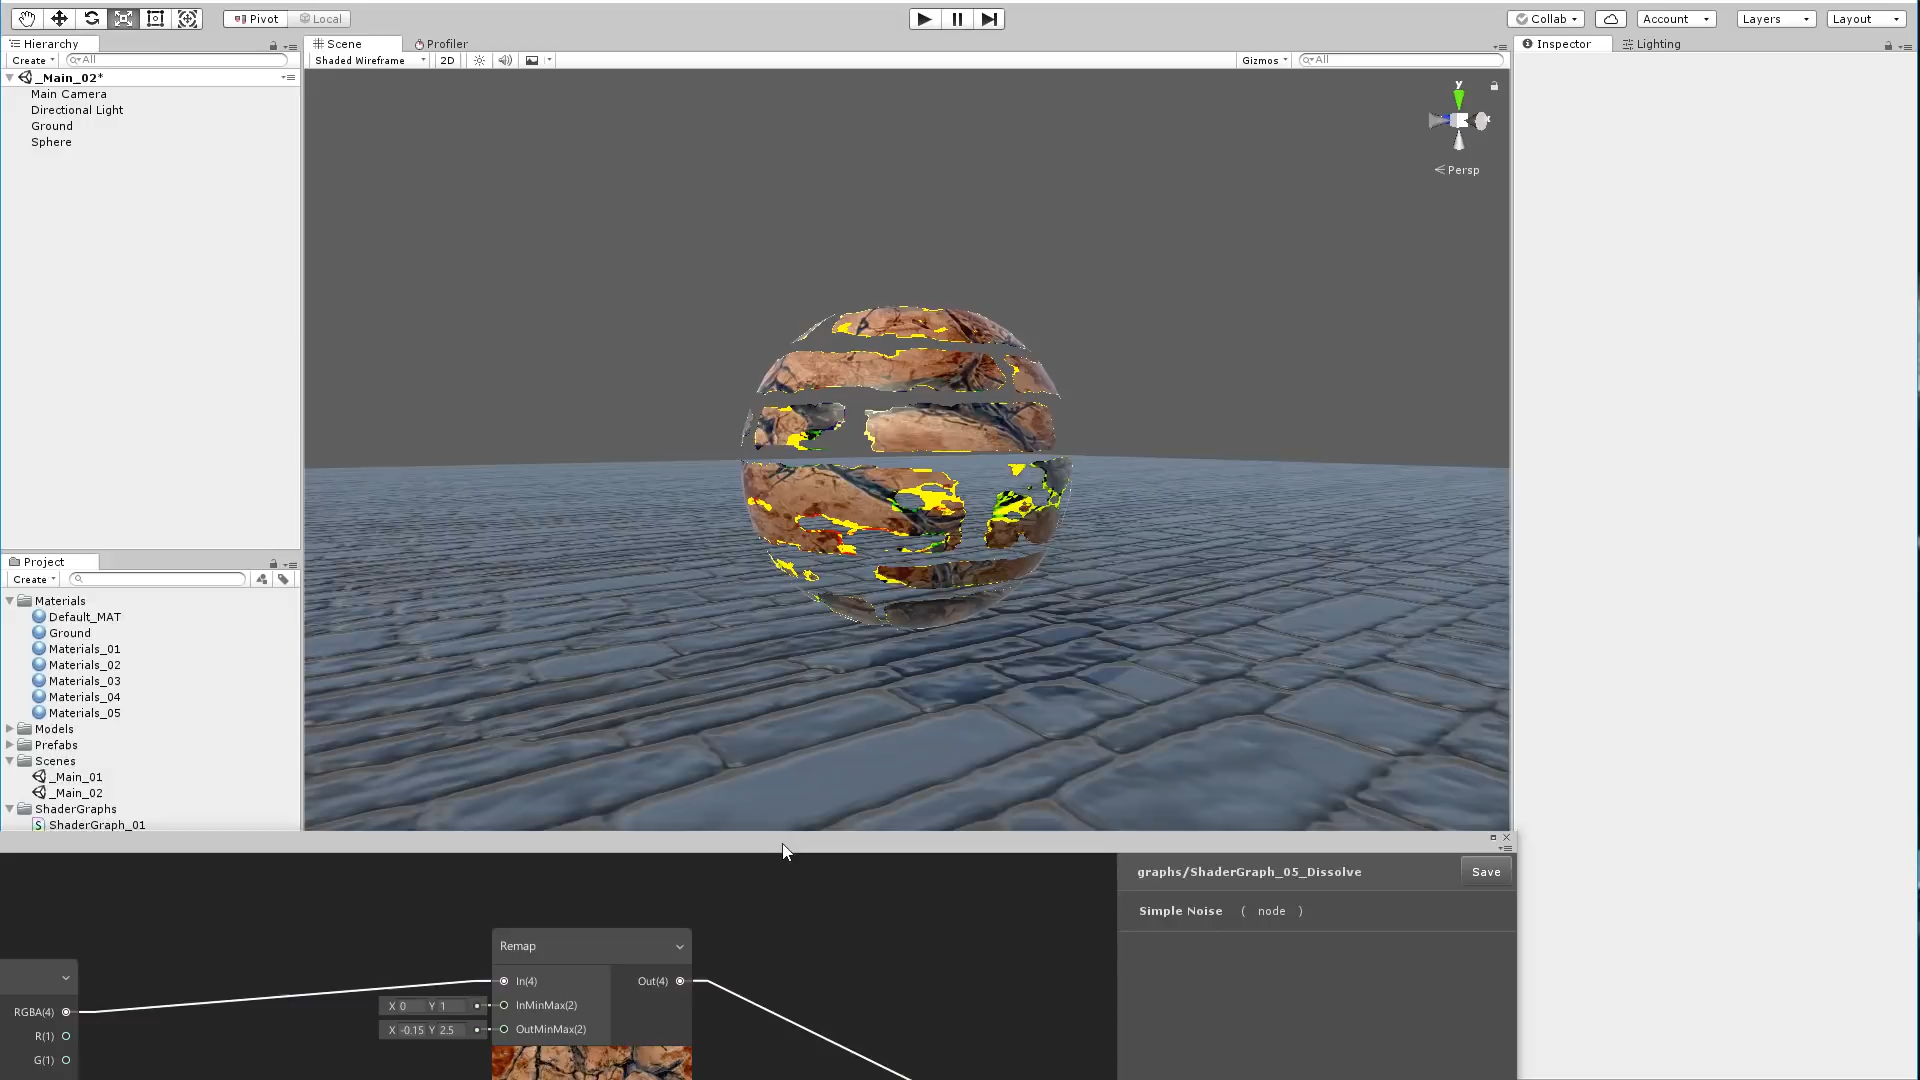 Pivot Local Collab Account Layers Layout
Hierarchy
Create All
_Main_02*
Main Camera
Directional Light
Ground
Sphere
Scene Profiler
Shaded Wireframe 2D Gizmos All
y
x
Persp
Inspector Lighting
Project
Create
Materials
Default_MAT
Ground
Materials_01
Materials_02
Materials_03
Materials_04
Materials_05
Models
Prefabs
Scenes
_Main_01
_Main_02
ShaderGraphs
ShaderGraph_01
graphs/ShaderGraph_05_Dissolve Save
Simple Noise ( node )
Remap
In(4) Out(4)
X 0 Y 1 InMinMax(2)
X -0.15 Y 2.5 OutMinMax(2)
RGBA(4)
R(1)
G(1)